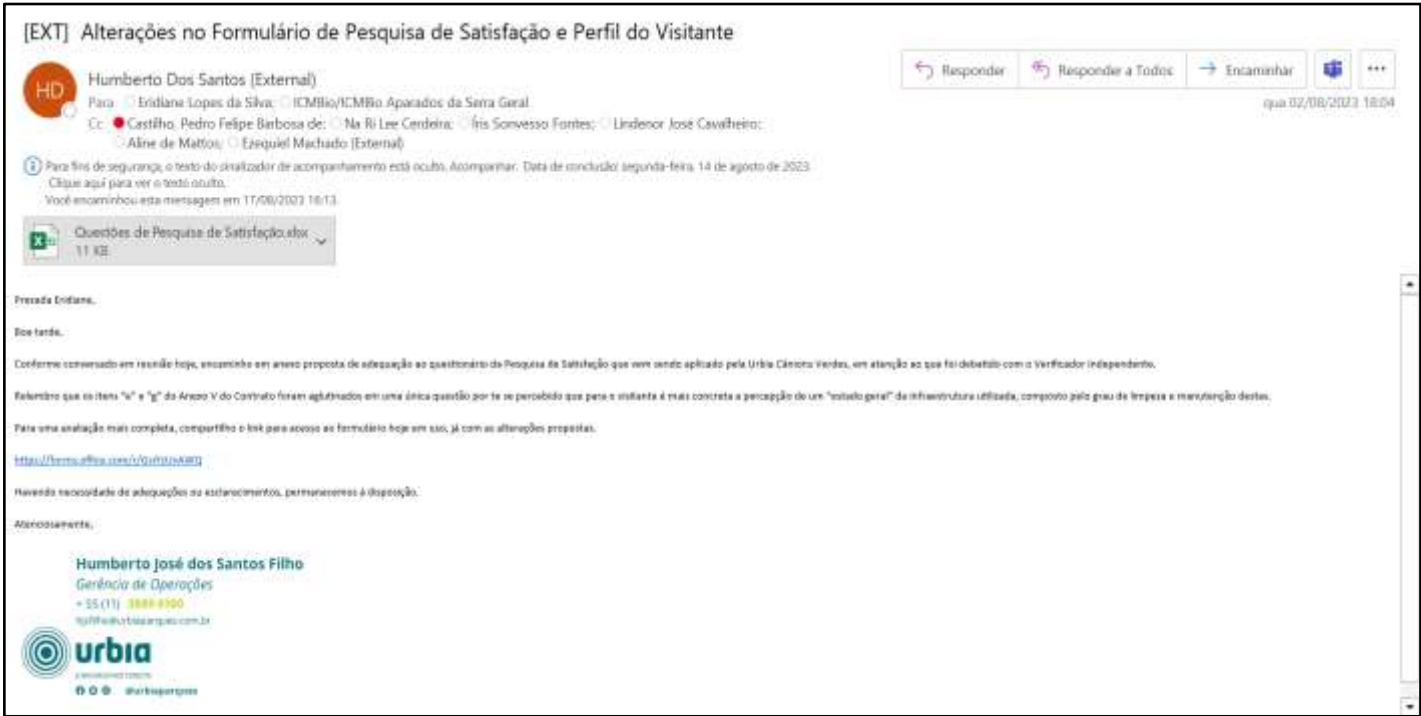 [EXT] Alterações no Formulário de Pesquisa de Satisfação e Perfil do Visitante
HD
Humberto Dos Santos (External)
Responder
Responder a Todos
Encaminhar
Para Eridiane Lopes da Silva; ICMBio/ICMBio Aparados da Serra Geral
qua 02/08/2023 18:04
Cc Castilho, Pedro Felipe Barbosa de; Na Ri Lee Cerdeira; Íris Sonvesso Fontes; Lindenor José Cavalheiro;
Aline de Mattos; Ezequiel Machado (External)
Para fins de segurança, o texto do sinalizador de acompanhamento está oculto. Acompanhar. Data de conclusão: segunda-feira, 14 de agosto de 2023.
Clique aqui para ver o texto oculto.
Você encaminhou esta mensagem em 17/08/2023 16:13.
Questões de Pesquisa de Satisfação.xlsx
11 KB
Prezada Eridiane,
Boa tarde,
Conforme conversado em reunião hoje, encaminho em anexo proposta de adequação ao questionário da Pesquisa de Satisfação que vem sendo aplicado pela Urbia Cânions Verdes, em atenção ao que foi debatido com o Verificador Independente.
Relembro que os itens e "g" do Anexo V do Contrato foram aglutinados em uma única questão por te se percebido que para o visitante é mais concreta a percepção de um "estado geral" da infraestrutura utilizada, composto pelo grau de limpeza e manutenção destas.
Para uma avaliação mais completa, compartilho o link para acesso ao formulário hoje em uso, já com as alterações propostas.
Havendo necessidade de adequações ou esclarecimentos, permanecemos à disposição.
Atenciosamente,
Humberto José dos Santos Filho
Gerência de Operações
+ 55 (11)
urbia
@urbiaparques